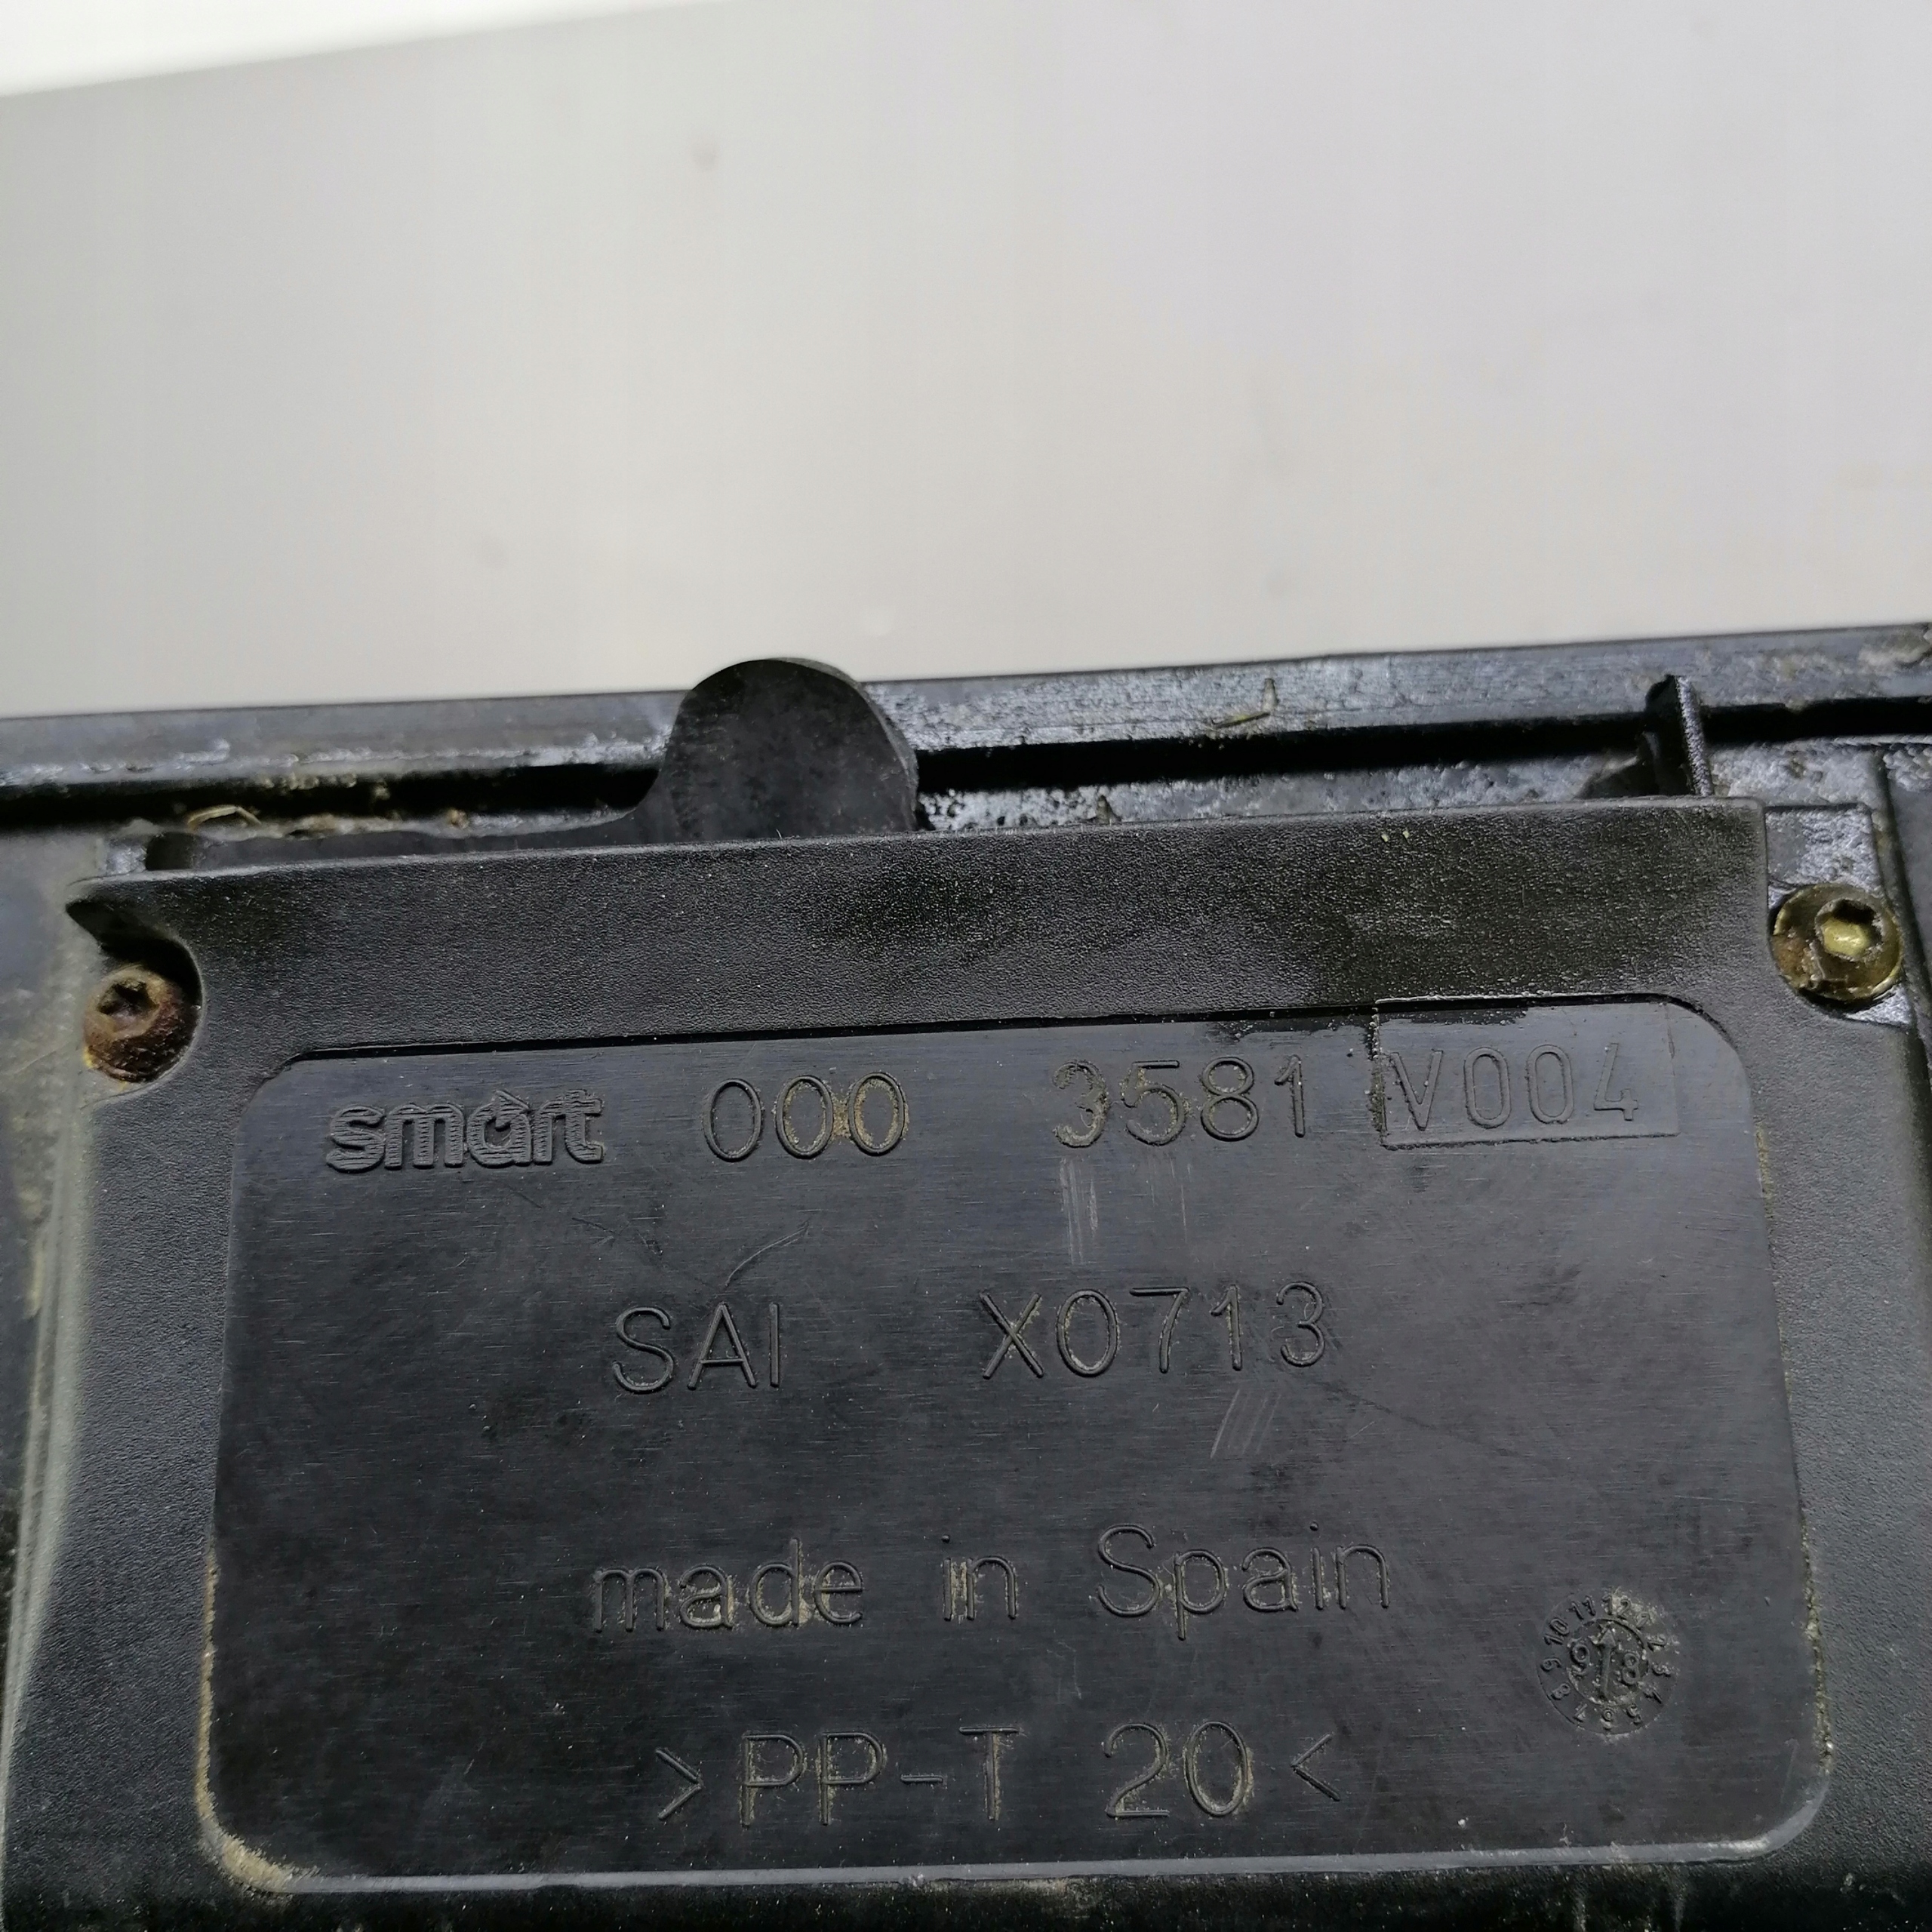 smart 000 3581 V004
SAI X0713
made in Spain
>PP-T 20<